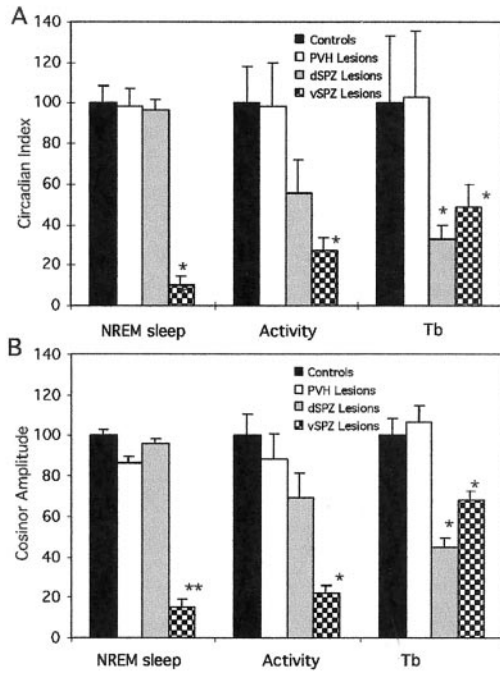 A
140
120
100
80
60
40
20
0
Circadian Index
Controls
PVH Lesions
dSPZ Lesions
vSPZ Lesions
*
*
*
*
NREM sleep Activity Tb
B
140
120
100
80
60
40
20
0
Cosinor Amplitude
Controls
PVH Lesions
dSPZ Lesions
vSPZ Lesions
**
*
*
*
NREM sleep Activity Tb